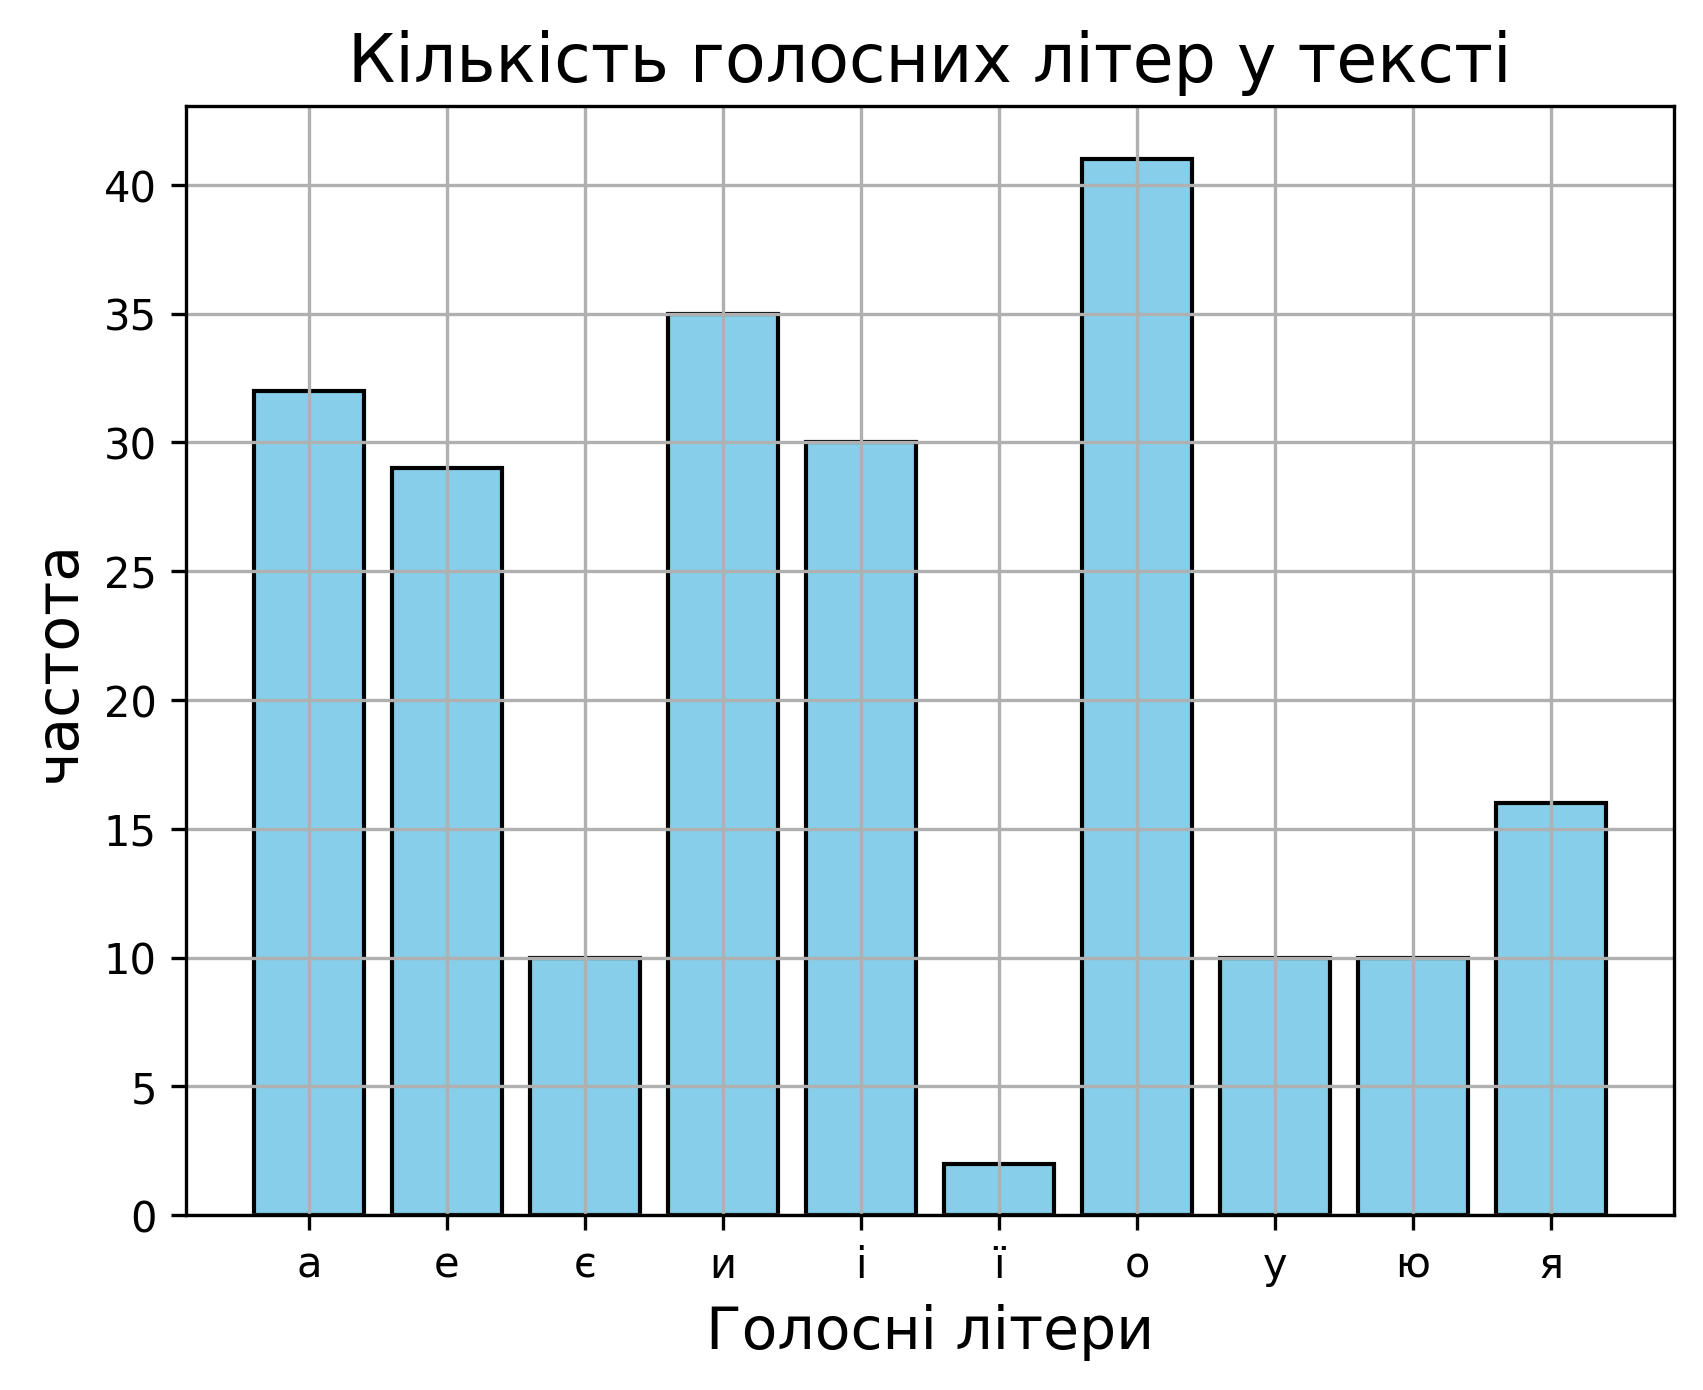 Кількість голосних літер у тексті
частота
40
35
30
25
20
15
10
5
0
а е є и і ї о у ю я
Голосні літери